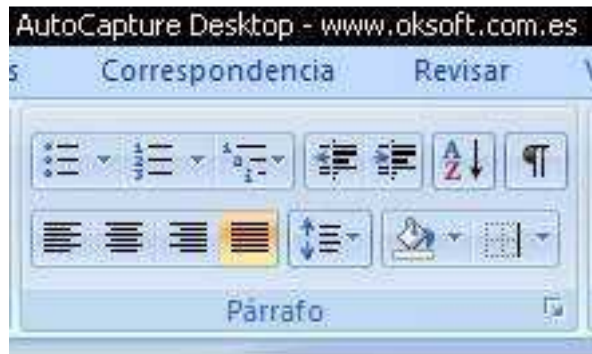 AutoCapture Desktop - www.oksoft.com.es
s Correspondencia Revisar
Párrafo